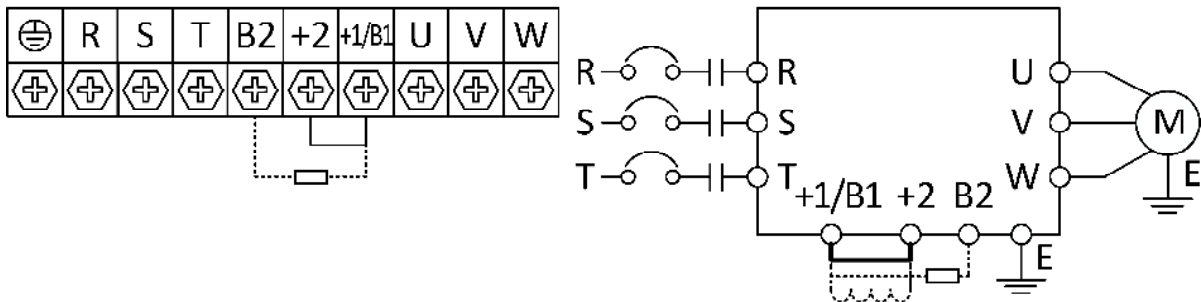 R S T B2 +2 +1/B1 U V W
R R U
S S V M
T T W E
+1/B1 +2 B2
E